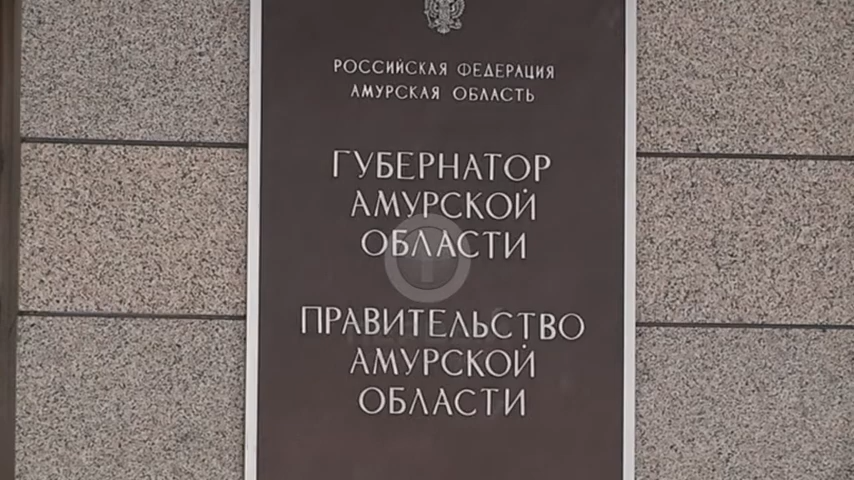 РОССИЙСКАЯ ФЕДЕРАЦИЯ
АМУРСКАЯ ОБЛАСТЬ
ГУБЕРНАТОР
АМУРСКОЙ
ОБЛАСТИ
ПРАВИТЕЛЬСТВО
АМУРСКОЙ
ОБЛАСТИ